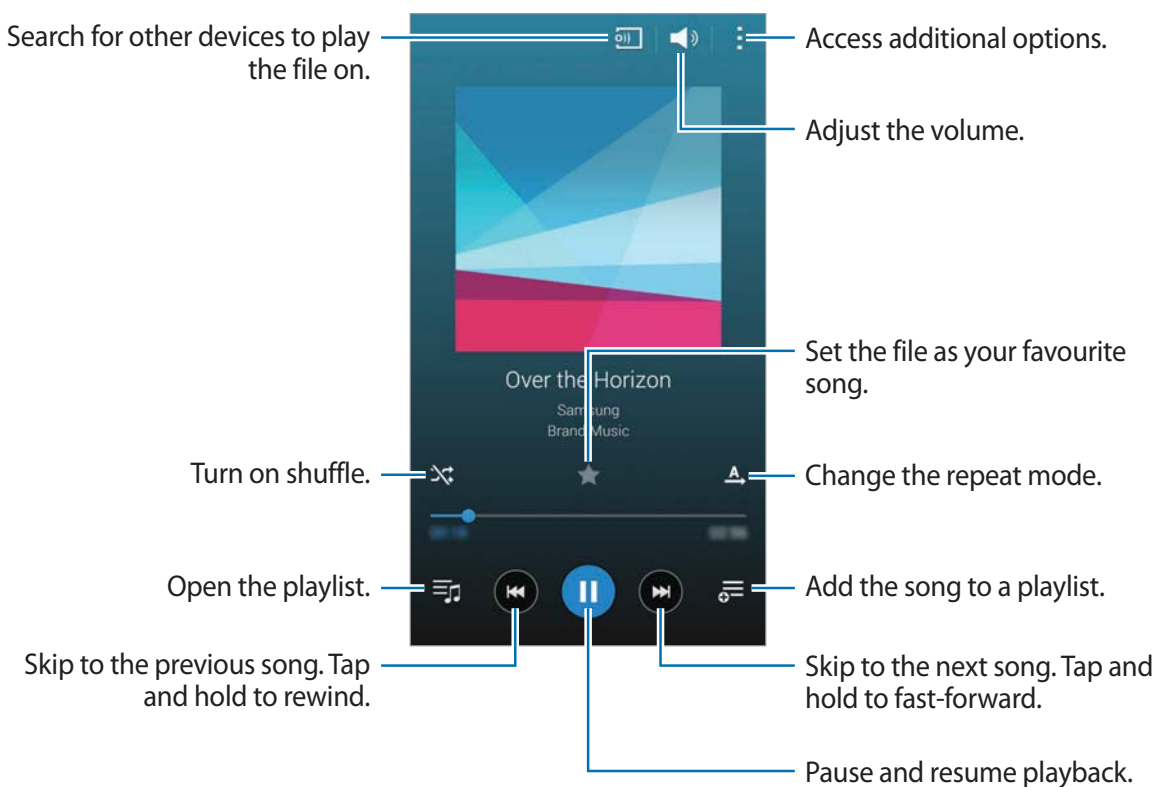 Search for other devices to play
the file on.
Access additional options.
Adjust the volume.
Set the file as your favourite
song.
Over the Horizon
Samsung
Brand Music
Turn on shuffle.
A
Change the repeat mode.
Open the playlist.
Add the song to a playlist.
Skip to the previous song. Tap
and hold to rewind.
Skip to the next song. Tap and
hold to fast-forward.
Pause and resume playback.